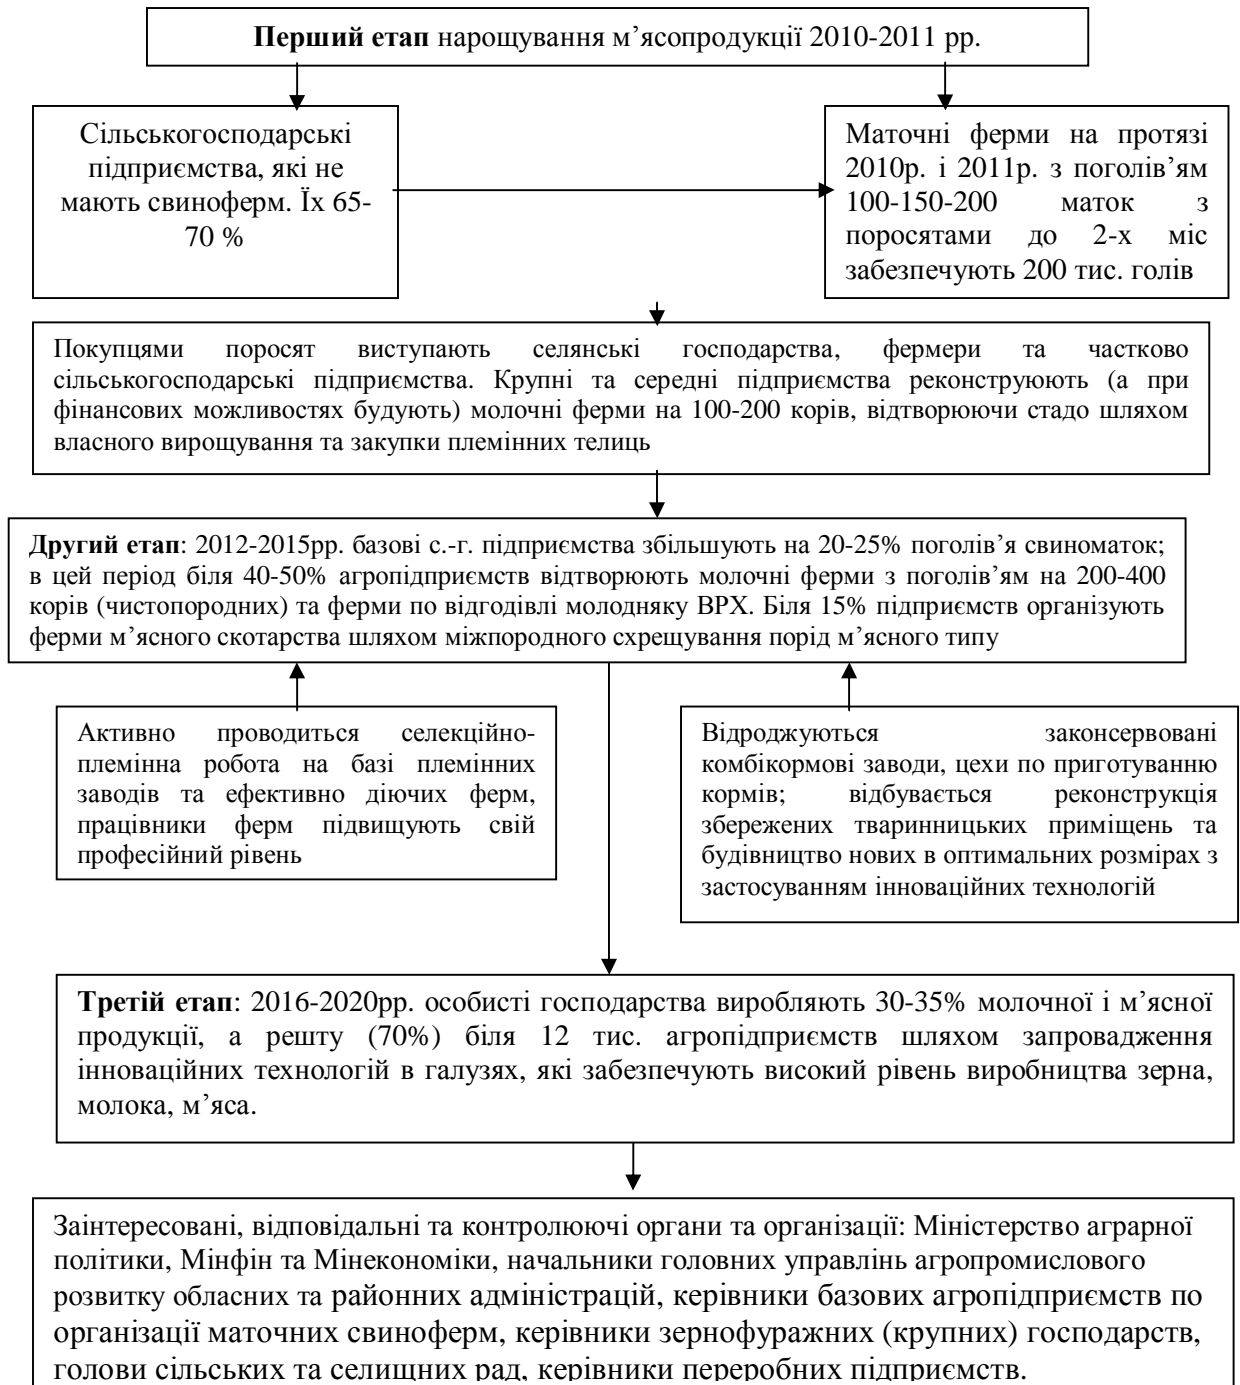 Перший етап нарощування м’ясопродукції 2010-2011 рр.
Сільськогосподарські
підприємства, які не
мають свиноферм. Їх 65-
70 %
Маточні ферми на протязі
2010р. і 2011р. з поголів’ям
100-150-200 маток з
поросятами до 2-х міс
забезпечують 200 тис. голів
Покупцями поросят виступають селянські господарства, фермери та частково
сільськогосподарські підприємства. Крупні та середні підприємства реконструюють (а при
фінансових можливостях будують) молочні ферми на 100-200 корів, відтворюючи стадо шляхом
власного вирощування та закупки племінних телиць
Другий етап: 2012-2015рр. базові с.-г. підприємства збільшують на 20-25% поголів’я свиноматок;
в цей період біля 40-50% агропідприємств відтворюють молочні ферми з поголів’ям на 200-400
корів (чистопородних) та ферми по відгодівлі молодняку ВРХ. Біля 15% підприємств організують
ферми м’ясного скотарства шляхом міжпородного схрещування порід м’ясного типу
Активно проводиться селекційно-
племінна робота на базі племінних
заводів та ефективно діючих ферм,
працівники ферм підвищують свій
професійний рівень
Відроджуються законсервовані
комбікормові заводи, цехи по приготуванню
кормів; відбувається реконструкція
збережених тваринницьких приміщень та
будівництво нових в оптимальних розмірах з
застосуванням інноваційних технологій
Третій етап: 2016-2020рр. особисті господарства виробляють 30-35% молочної і м’ясної
продукції, а решту (70%) біля 12 тис. агропідприємств шляхом запровадження
інноваційних технологій в галузях, які забезпечують високий рівень виробництва зерна,
молока, м’яса.
Заінтересовані, відповідальні та контролюючі органи та організації: Міністерство аграрної
політики, Мінфін та Мінекономіки, начальники головних управлінь агропромислового
розвитку обласних та районних адміністрацій, керівники базових агропідприємств по
організації маточних свиноферм, керівники зернофуражних (крупних) господарств,
голови сільських та селищних рад, керівники переробних підприємств.